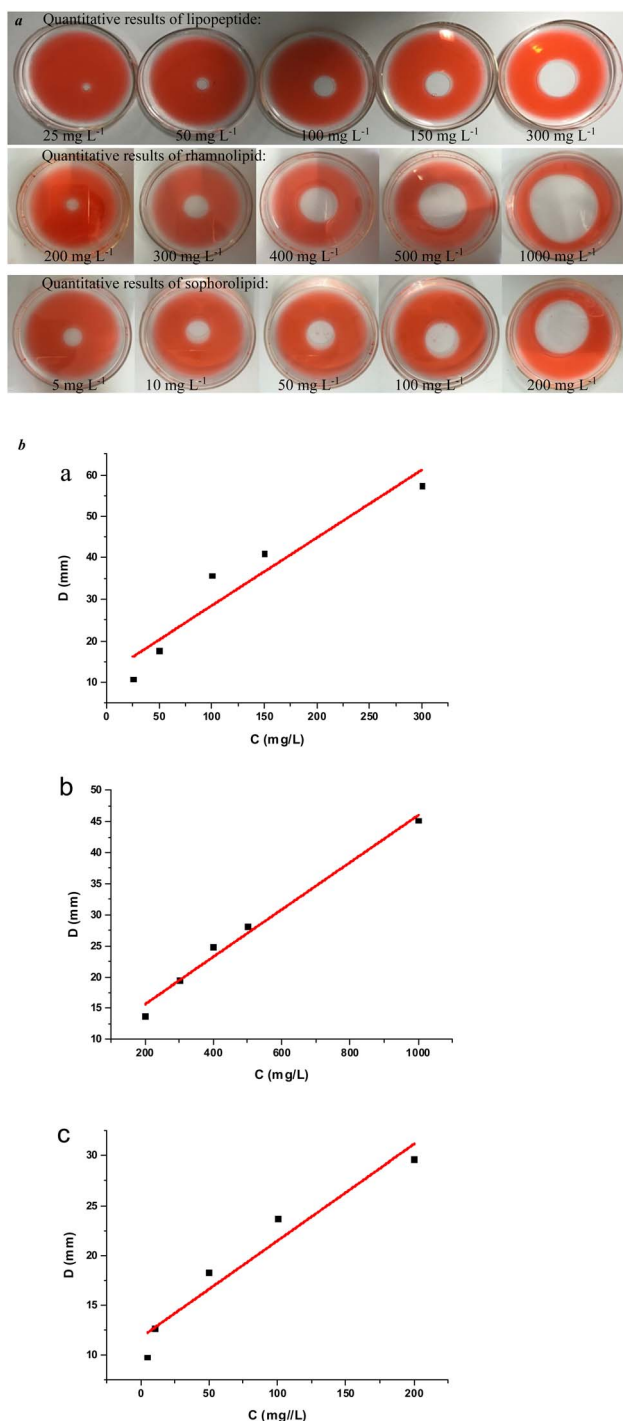 a Quantitative results of lipopeptide:
25 mg L⁻¹ 50 mg L⁻¹ 100 mg L⁻¹ 150 mg L⁻¹ 300 mg L⁻¹
Quantitative results of rhamnolipid:
200 mg L⁻¹ 300 mg L⁻¹ 400 mg L⁻¹ 500 mg L⁻¹ 1000 mg L⁻¹
Quantitative results of sophorolipid:
5 mg L⁻¹ 10 mg L⁻¹ 50 mg L⁻¹ 100 mg L⁻¹ 200 mg L⁻¹
b
a
60
50
40
30
20
10
D (mm)
0 50 100 150 200 250 300
C (mg/L)
b
50
45
40
35
30
25
20
15
10
D (mm)
200 400 600 800 1000
C (mg/L)
c
30
25
20
15
10
D (mm)
0 50 100 150 200
C (mg//L)